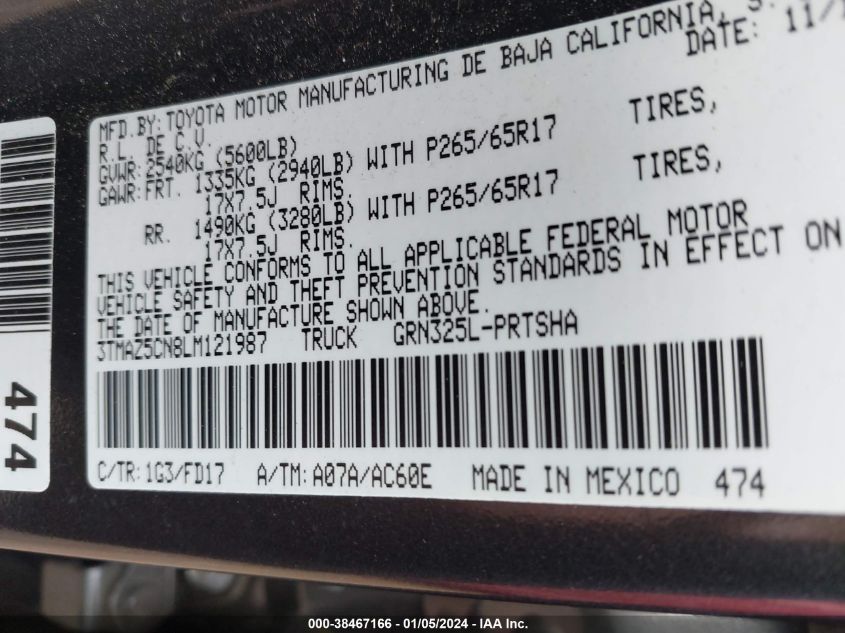 MFD.BY: TOYOTA MOTOR MANUFACTURING DE BAJA CALIFORNIA, S.
R.L. DE C.V. DATE: 11/
GVWR: 2540KG (5600LB)
GAWR: FRT. 1335KG (2940LB) WITH P265/65R17 TIRES,
17X7.5J RIMS.
RR. 1490KG (3280LB) WITH P265/65R17 TIRES,
17X7.5J RIMS.
THIS VEHICLE CONFORMS TO ALL APPLICABLE FEDERAL MOTOR
VEHICLE SAFETY AND THEFT PREVENTION STANDARDS IN EFFECT ON
THE DATE OF MANUFACTURE SHOWN ABOVE.
3TMAZ5CN8LM121987 TRUCK GRN325L-PRTSHA
C/TR: 1G3/FD17 A/TM: A07A/AC60E MADE IN MEXICO 474
474
000-38467166 - 01/05/2024 - IAA Inc.